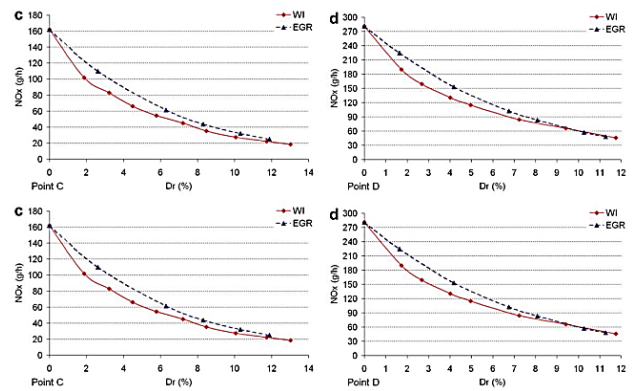 c
WI
EGR
NOx (g/h)
180
160
140
120
100
80
60
40
20
0
0 2 4 6 8 10 12 14
Point C Dr (%)
d
WI
EGR
NOx (g/h)
300
270
240
210
180
150
120
90
60
30
0
0 1 2 3 4 5 6 7 8 9 10 11 12
Point D Dr (%)
c
WI
EGR
NOx (g/h)
180
160
140
120
100
80
60
40
20
0
0 2 4 6 8 10 12 14
Point C Dr (%)
d
WI
EGR
NOx (g/h)
300
270
240
210
180
150
120
90
60
30
0
0 1 2 3 4 5 6 7 8 9 10 11 12
Point D Dr (%)